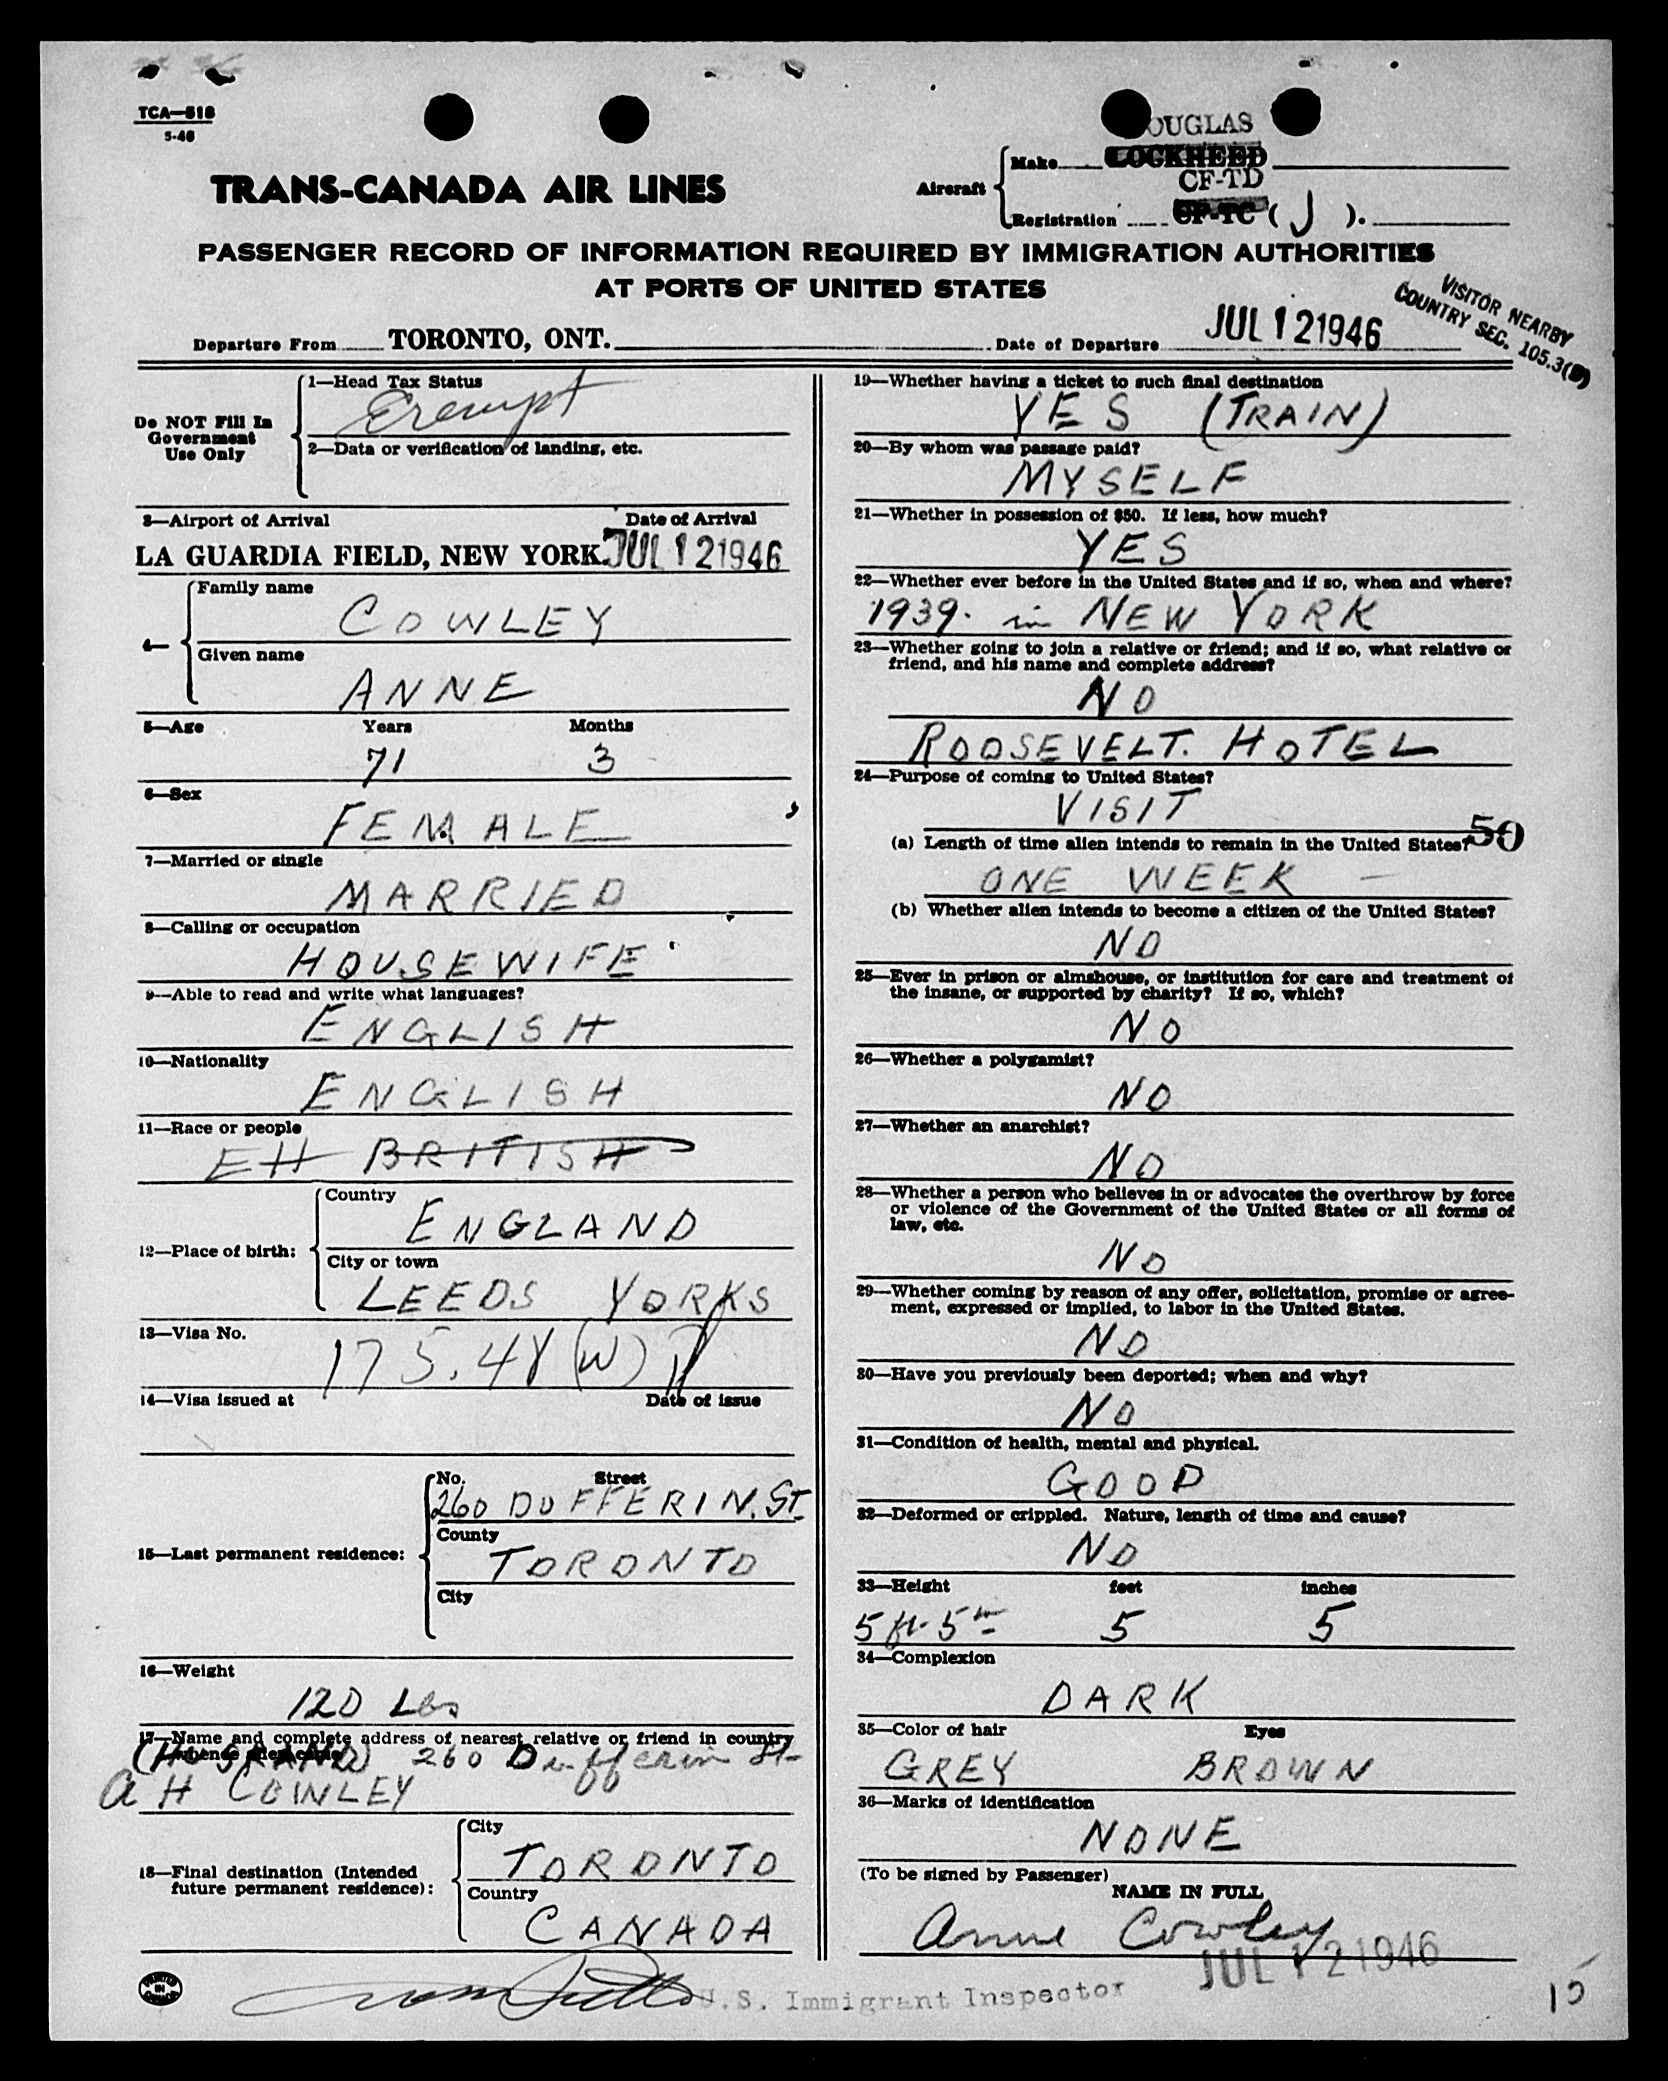 TCA—518
5-46
TRANS-CANADA AIR LINES
Aircraft
DOUGLAS
Make LOCKHEED
CF-TD
Registration CF-TC ( J ).
PASSENGER RECORD OF INFORMATION REQUIRED BY IMMIGRATION AUTHORITIES
AT PORTS OF UNITED STATES
VISITOR NEARBY
COUNTRY SEC. 105.3(B)
Departure From TORONTO, ONT. Date of Departure JUL 12 1946
Do NOT Fill In
Government
Use Only
1—Head Tax Status
Exempt
2—Data or verification of landing, etc.
3—Airport of Arrival Date of Arrival
LA GUARDIA FIELD, NEW YORK. JUL 12 1946
4—
Family name
COWLEY
Given name
ANNE
5—Age Years Months
71 3
6—Sex
FEMALE
7—Married or single
MARRIED
8—Calling or occupation
HOUSEWIFE
9—Able to read and write what languages?
ENGLISH
10—Nationality
ENGLISH
11—Race or people
EH BRITISH
12—Place of birth:
Country
ENGLAND
City or town
LEEDS YORKS
13—Visa No.
175.48 (W)
14—Visa issued at Date of issue
15—Last permanent residence:
No. Street
260 DUFFERIN. ST.
County
TORONTO
City
16—Weight
120 Lbs
17—Name and complete address of nearest relative or friend in country
whence alien came
(HUSBAND) 260 Dufferin St
A H COWLEY
18—Final destination (Intended
future permanent residence):
City
TORONTO
Country
CANADA
19—Whether having a ticket to such final destination
YES (TRAIN)
20—By whom was passage paid?
MYSELF
21—Whether in possession of $50. If less, how much?
YES
22—Whether ever before in the United States and if so, when and where?
1939. in NEW YORK
23—Whether going to join a relative or friend; and if so, what relative or
friend, and his name and complete address?
NO
ROOSEVELT. HOTEL
24—Purpose of coming to United States?
VISIT
50
(a) Length of time alien intends to remain in the United States?
ONE WEEK —
(b) Whether alien intends to become a citizen of the United States?
NO
25—Ever in prison or almshouse, or institution for care and treatment of
the insane, or supported by charity? If so, which?
NO
26—Whether a polygamist?
NO
27—Whether an anarchist?
NO
28—Whether a person who believes in or advocates the overthrow by force
or violence of the Government of the United States or all forms of
law, etc.
NO
29—Whether coming by reason of any offer, solicitation, promise or agree-
ment, expressed or implied, to labor in the United States.
NO
30—Have you previously been deported; when and why?
NO
31—Condition of health, mental and physical.
GOOD
32—Deformed or crippled. Nature, length of time and cause?
NO
33—Height feet inches
5 ft. 5 in 5 5
34—Complexion
DARK
35—Color of hair Eyes
GREY BROWN
36—Marks of identification
NONE
(To be signed by Passenger)
NAME IN FULL
Anne Cowley
JUL 12 1946
PRINTED
IN
CANADA
U.S. Immigrant Inspector
15